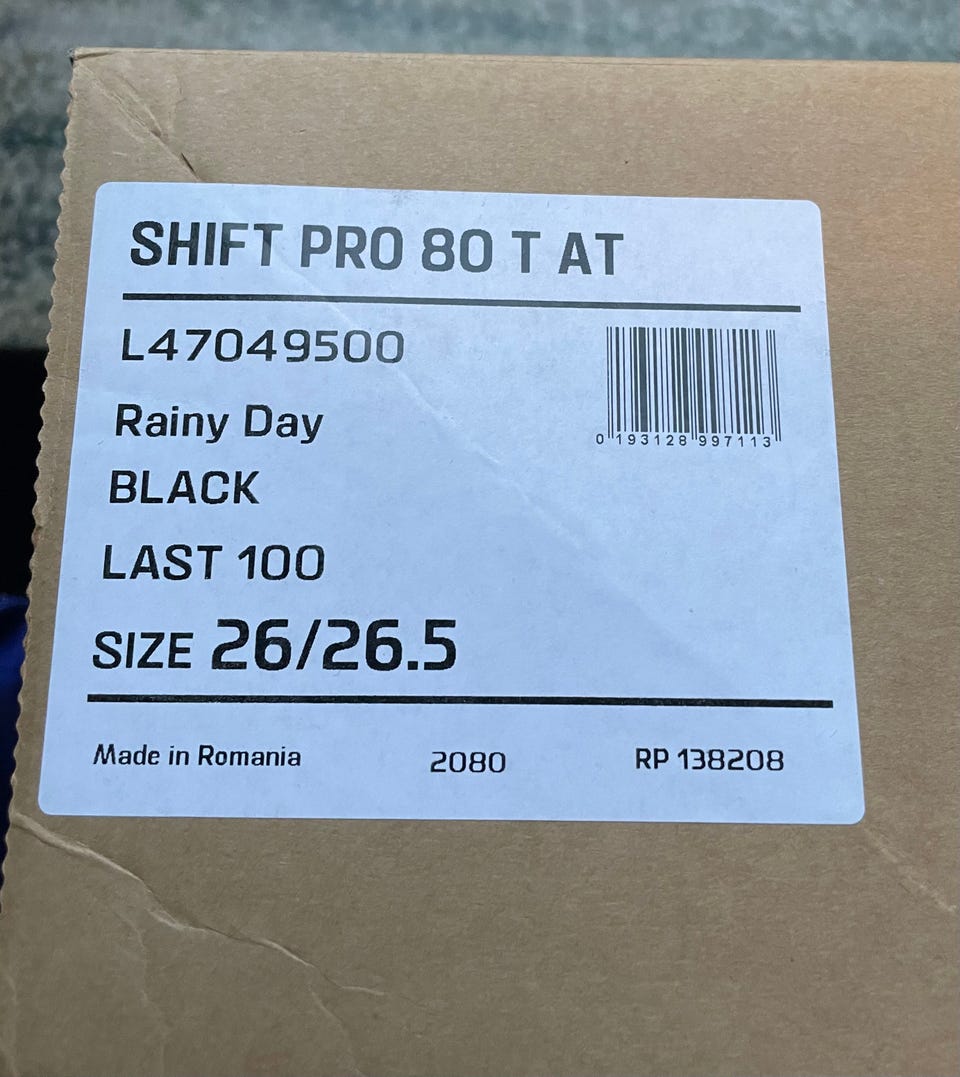 SHIFT PRO 80 T AT
L47049500
0 193128 997113
Rainy Day
BLACK
LAST 100
SIZE 26/26.5
Made in Romania 2080 RP 138208